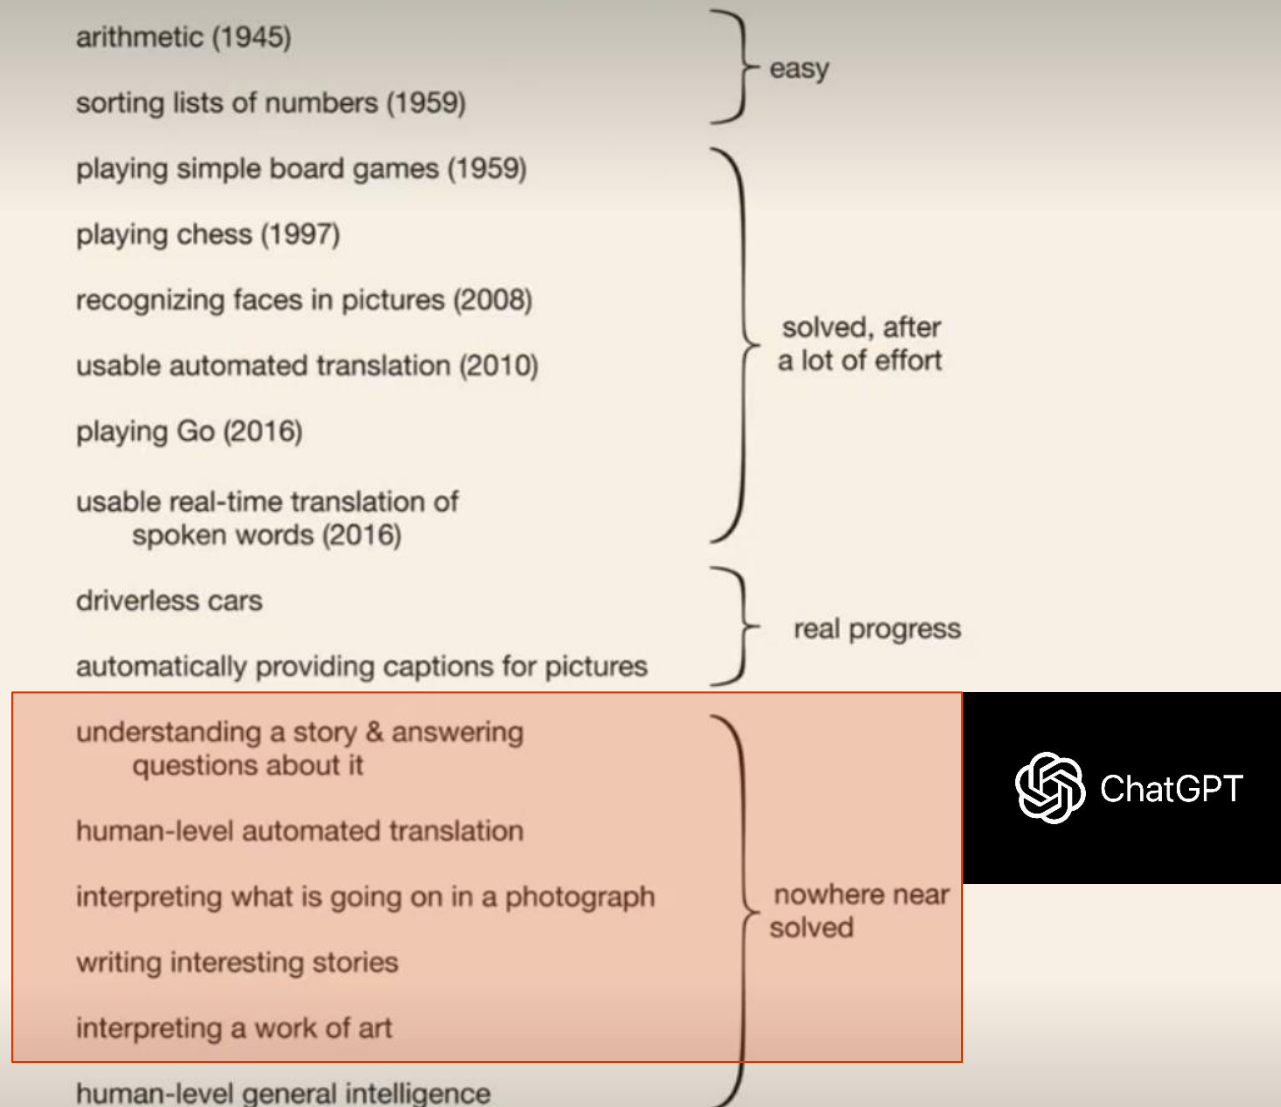 arithmetic (1945)
sorting lists of numbers (1959)
easy
playing simple board games (1959)
playing chess (1997)
recognizing faces in pictures (2008)
usable automated translation (2010)
playing Go (2016)
usable real-time translation of
spoken words (2016)
solved, after
a lot of effort
driverless cars
automatically providing captions for pictures
real progress
understanding a story & answering
questions about it
human-level automated translation
interpreting what is going on in a photograph
writing interesting stories
interpreting a work of art
human-level general intelligence
nowhere near
solved
ChatGPT